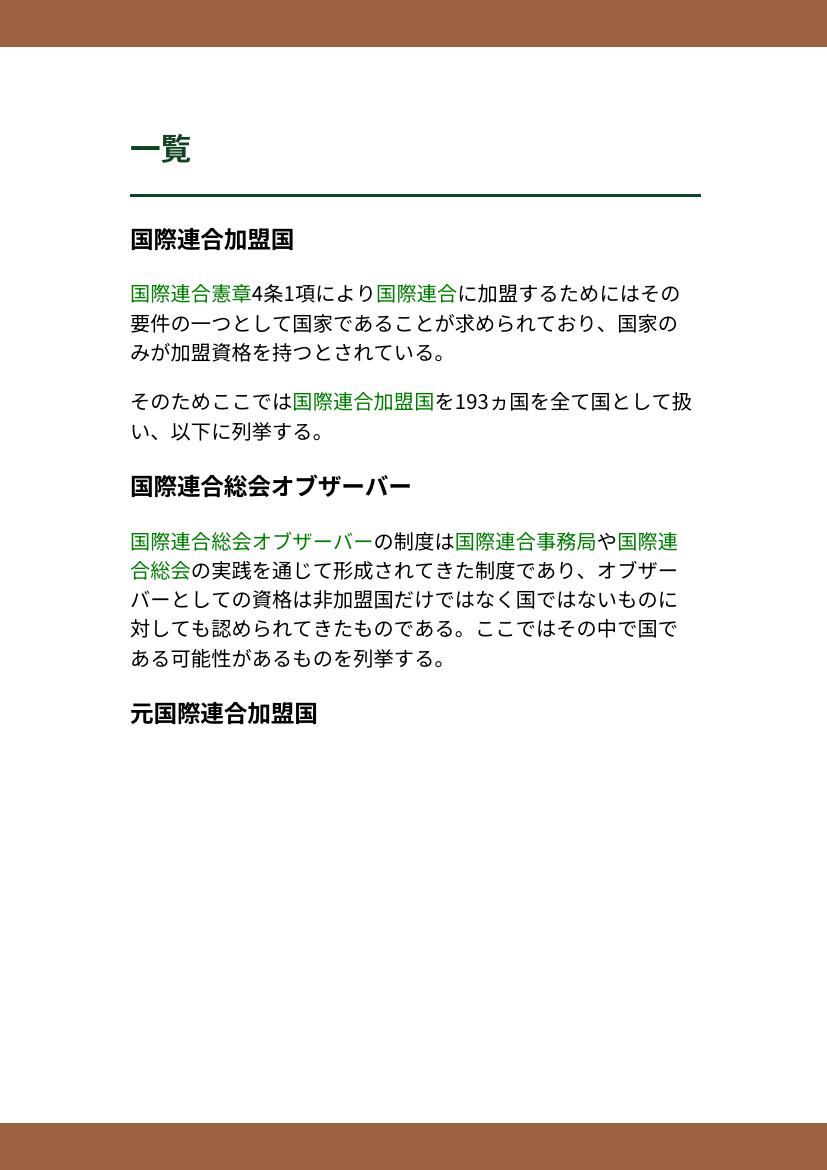 一覧
国際連合加盟国
国際連合憲章4条1項により国際連合に加盟するためにはその
要件の一つとして国家であることが求められており、国家の
みが加盟資格を持つとされている。
そのためここでは国際連合加盟国を193ヵ国を全て国として扱
い、以下に列挙する。
国際連合総会オブザーバー
国際連合総会オブザーバーの制度は国際連合事務局や国際連
合総会の実践を通じて形成されてきた制度であり、オブザー
バーとしての資格は非加盟国だけではなく国ではないものに
対しても認められてきたものである。ここではその中で国で
ある可能性があるものを列挙する。
元国際連合加盟国